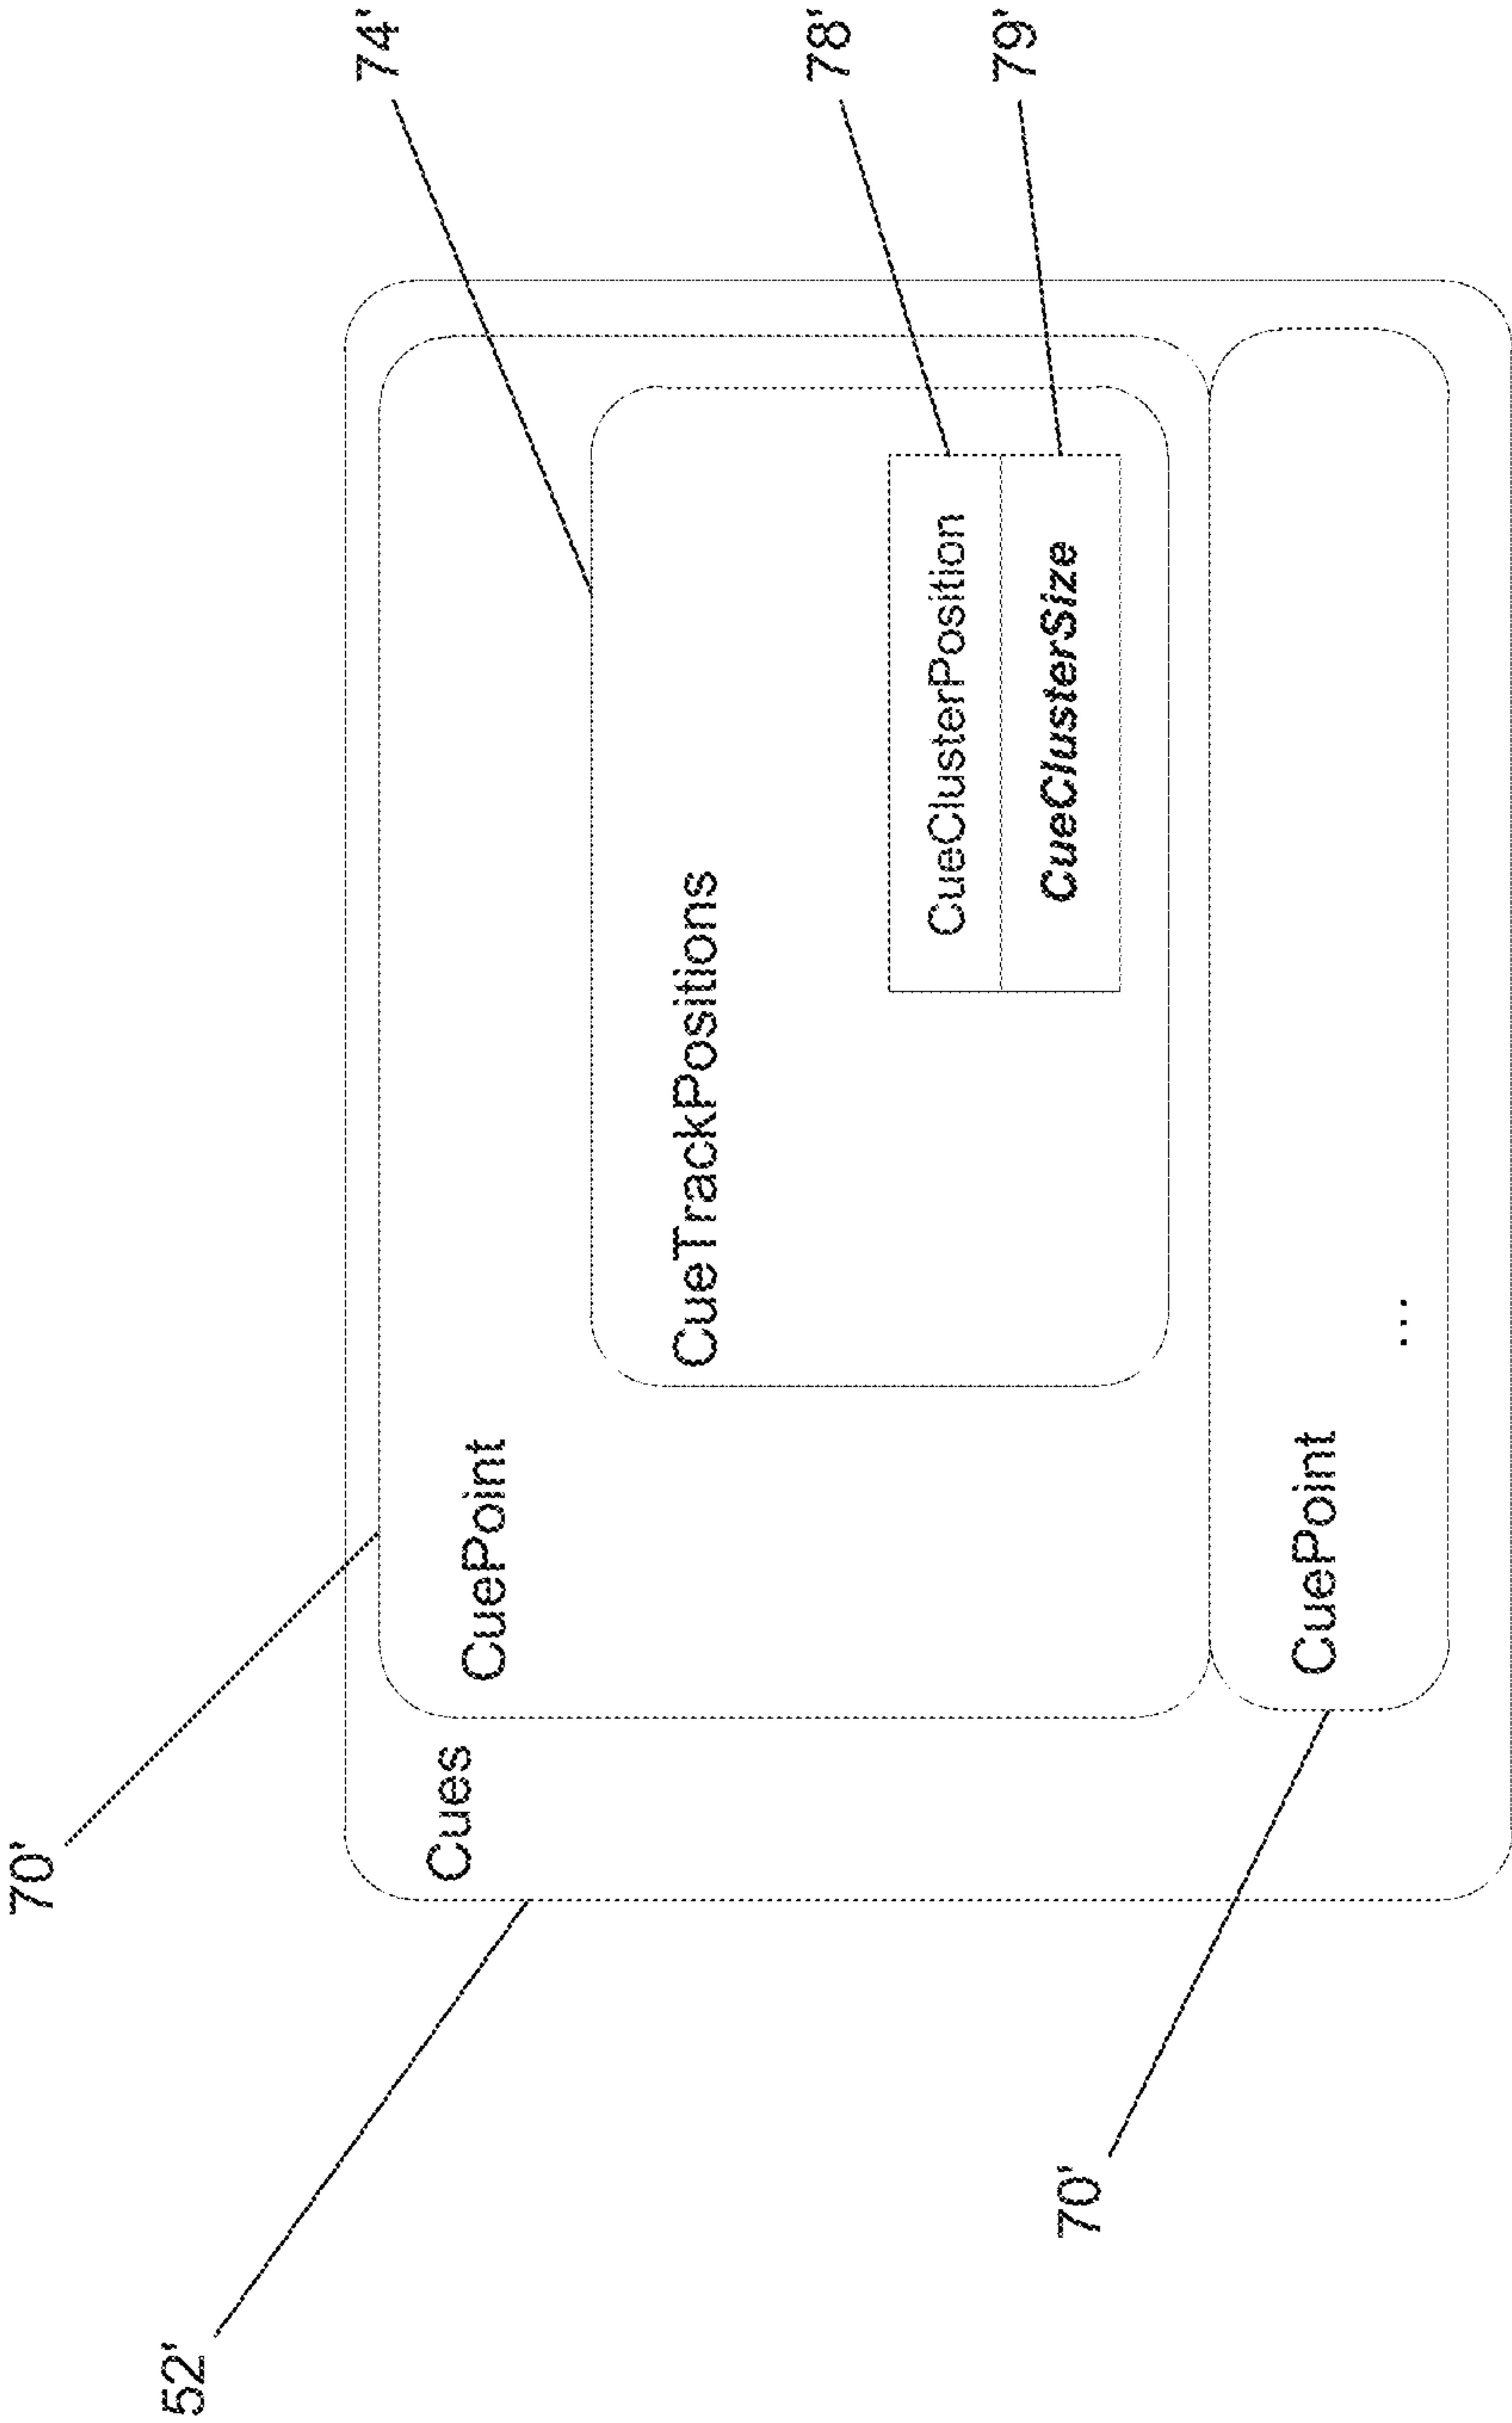 70'
74'
52'
Cues
CuePoint
CueTrackPositions
CueClusterPosition
78'
CueClusterSize
79'
CuePoint
...
70'